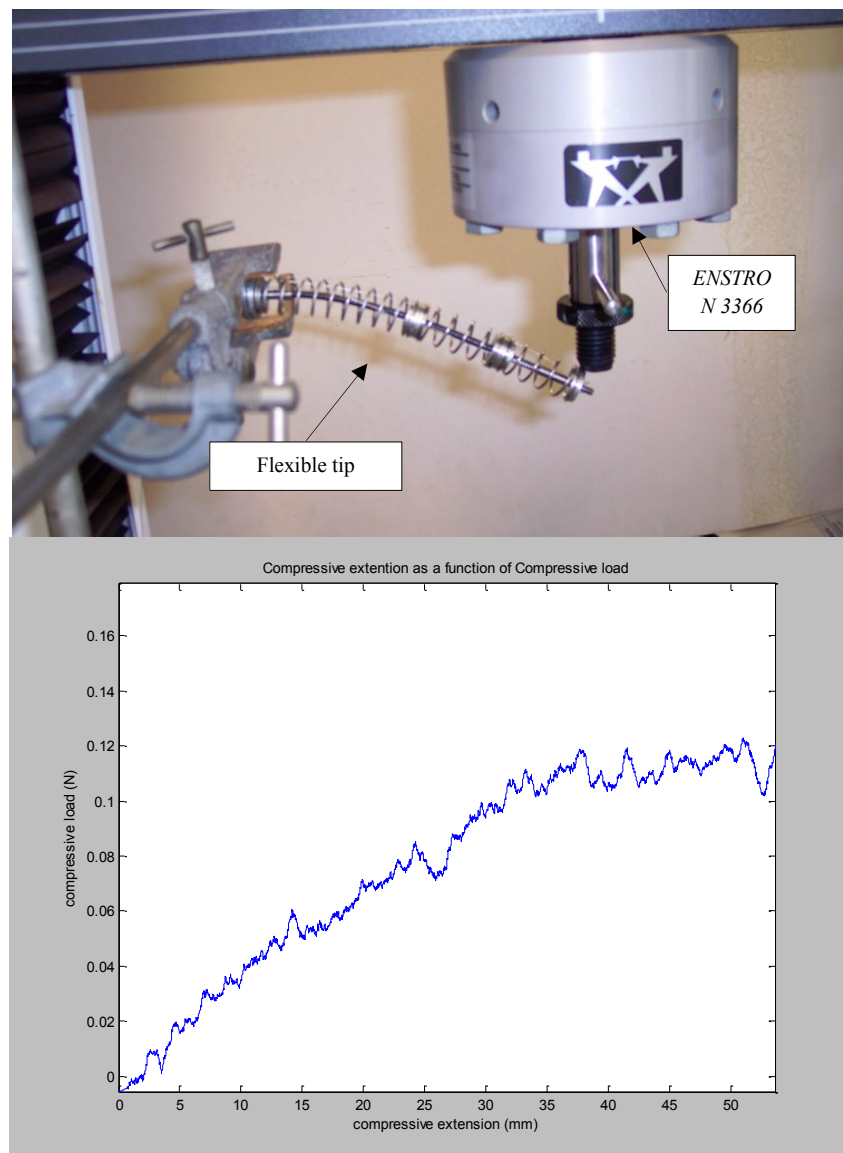 ENSTRO
N 3366
Flexible tip
Compressive extention as a function of Compressive load
0.16
0.14
0.12
0.1
0.08
0.06
0.04
0.02
0
compressive load (N)
0 5 10 15 20 25 30 35 40 45 50
compressive extension (mm)